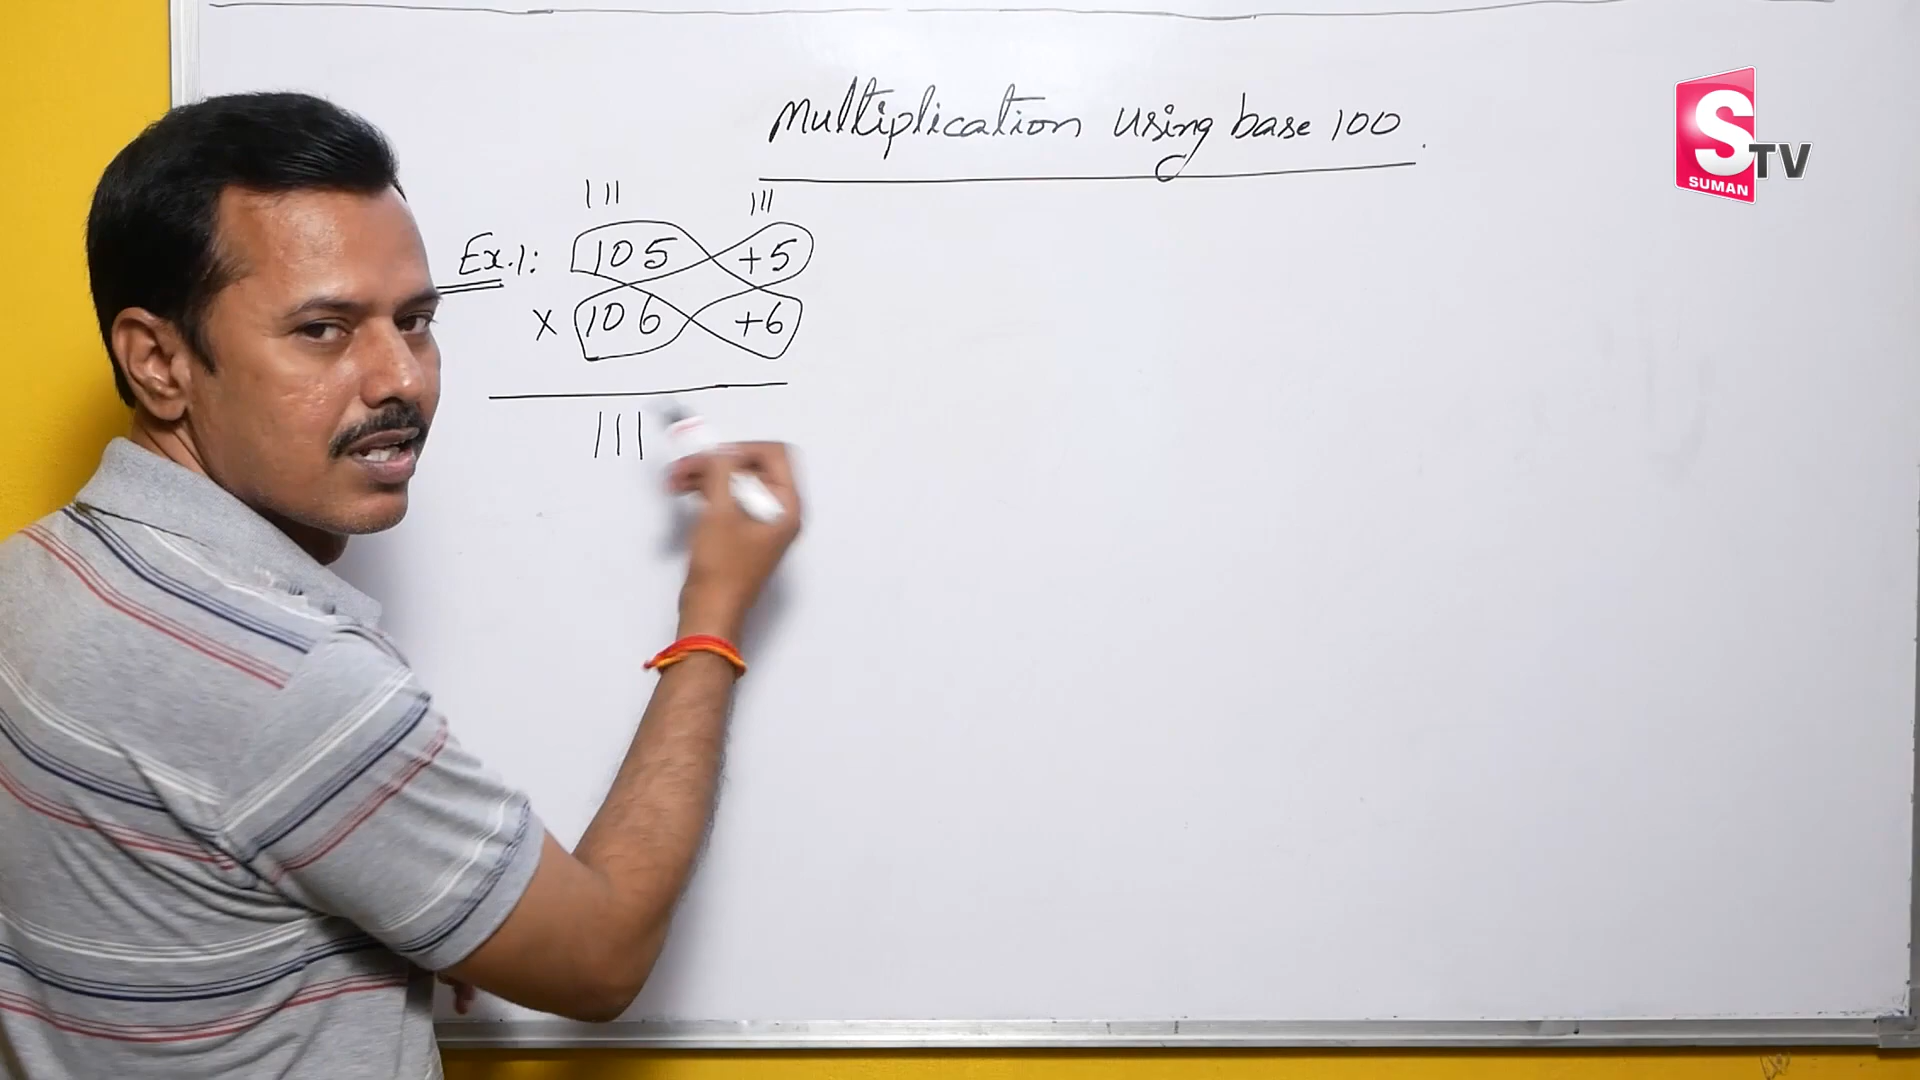 Multiplication using base 100.
S
TV
SUMAN
111 111
Ex.1: 105 +5
x 106 +6
111